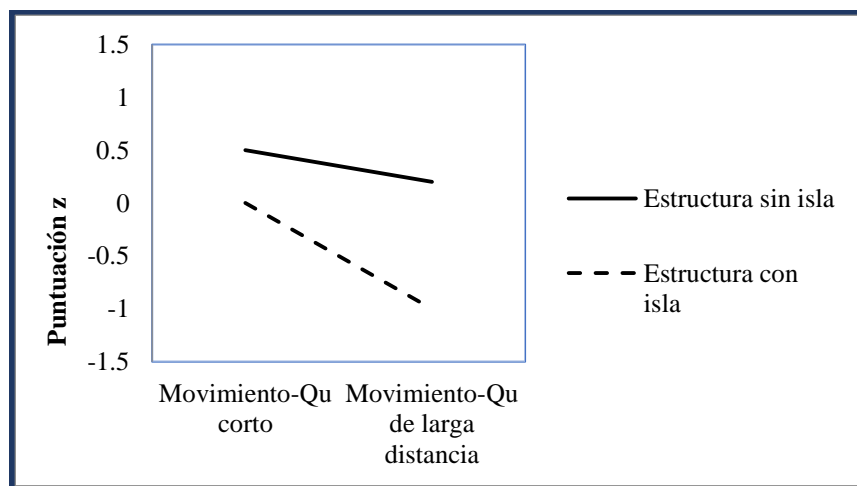 1.5
1
0.5
0
-0.5
-1
-1.5
Puntuación z
Movimiento-Qu
corto
Movimiento-Qu
de larga
distancia
Estructura sin isla
Estructura con
isla